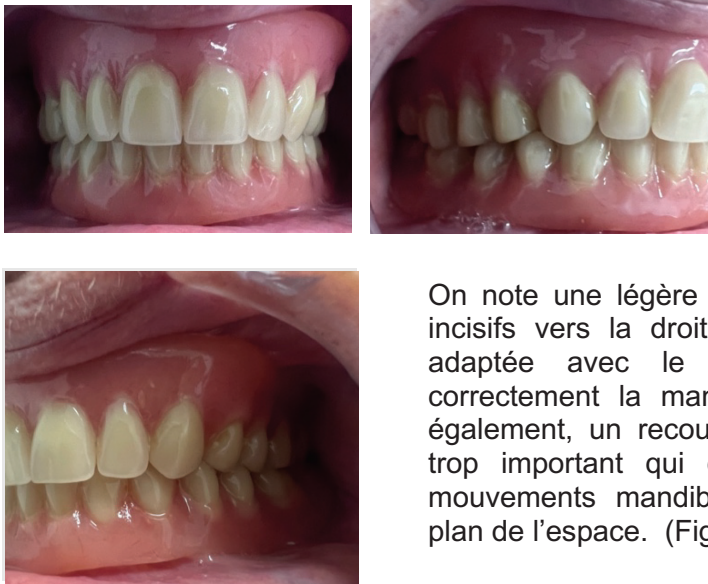 On note une légère
incisifs vers la droit
adaptée avec le
correctement la man
également, un recou
trop important qui
mouvements mandib
plan de l’espace. (Fig